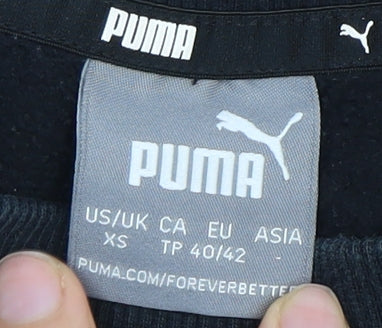 PUMA
PUMA
US/UK CA EU ASIA
XS TP 40/42 -
PUMA.COM/FOREVERBETTER